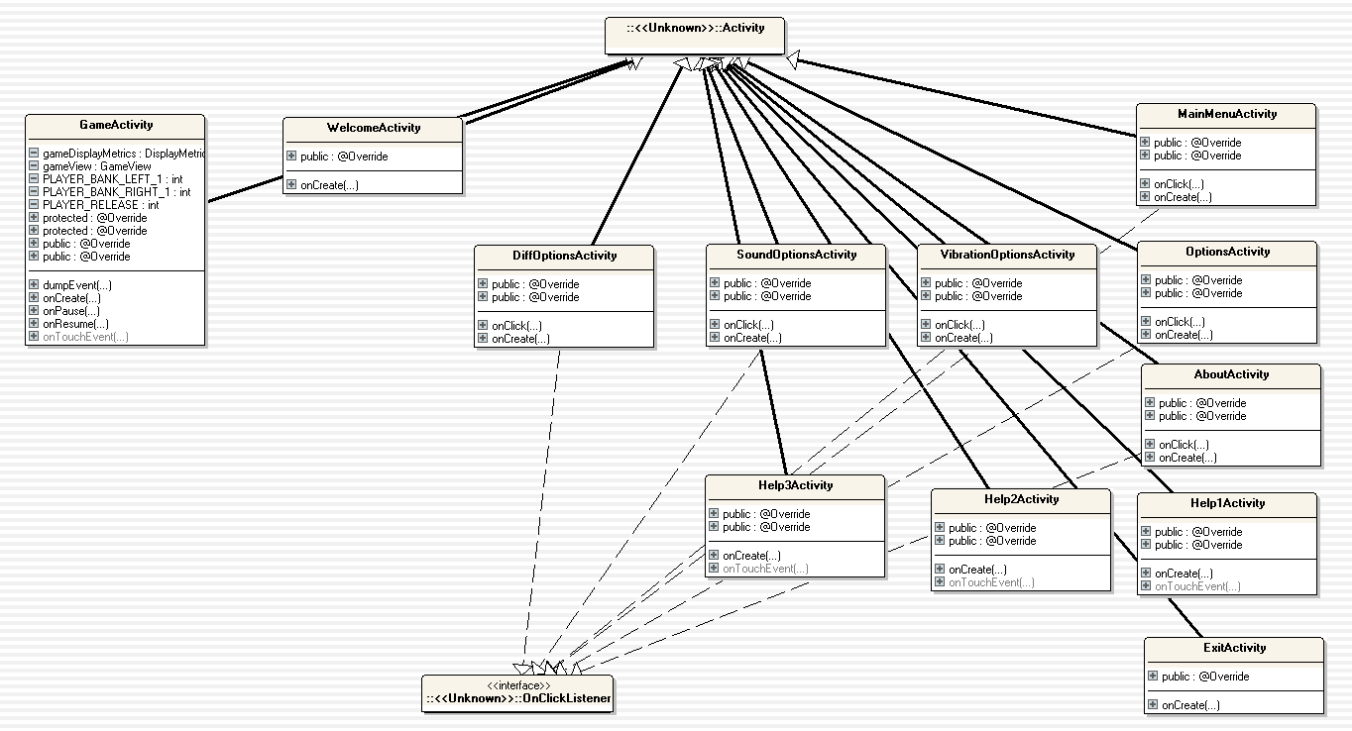 ::<<Unknown>>::Activity
GameActivity
gameDisplayMetrics : DisplayMetric
gameView : GameView
PLAYER_BANK_LEFT_1 : int
PLAYER_BANK_RIGHT_1 : int
PLAYER_RELEASE : int
protected : @Override
protected : @Override
public : @Override
public : @Override
dumpEvent(...)
onCreate(...)
onPause(...)
onResume(...)
onTouchEvent(...)
WelcomeActivity
public : @Override
onCreate(...)
MainMenuActivity
public : @Override
public : @Override
onClick(...)
onCreate(...)
DiffOptionsActivity
public : @Override
public : @Override
onClick(...)
onCreate(...)
SoundOptionsActivity
public : @Override
public : @Override
onClick(...)
onCreate(...)
VibrationOptionsActivity
public : @Override
public : @Override
onClick(...)
onCreate(...)
OptionsActivity
public : @Override
public : @Override
onClick(...)
onCreate(...)
AboutActivity
public : @Override
public : @Override
onClick(...)
onCreate(...)
Help3Activity
public : @Override
public : @Override
onCreate(...)
onTouchEvent(...)
Help2Activity
public : @Override
public : @Override
onCreate(...)
onTouchEvent(...)
Help1Activity
public : @Override
public : @Override
onCreate(...)
onTouchEvent(...)
ExitActivity
public : @Override
onCreate(...)
<<interface>>
::<<Unknown>>::OnClickListener